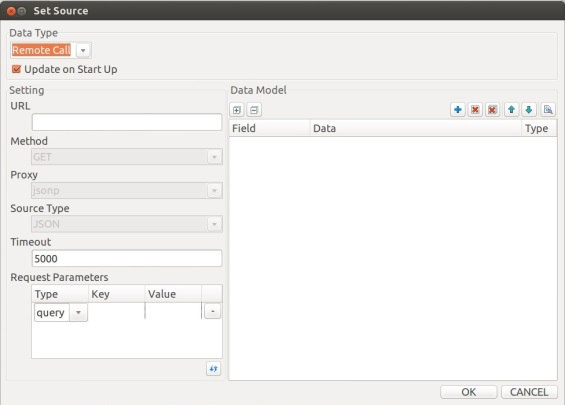 Set Source
Data Type
Remote Call
Update on Start Up
Setting
URL
Method
GET
Proxy
jsonp
Source Type
JSON
Timeout
5000
Request Parameters
Type Key Value
query -
Data Model
Field Data Type
OK CANCEL